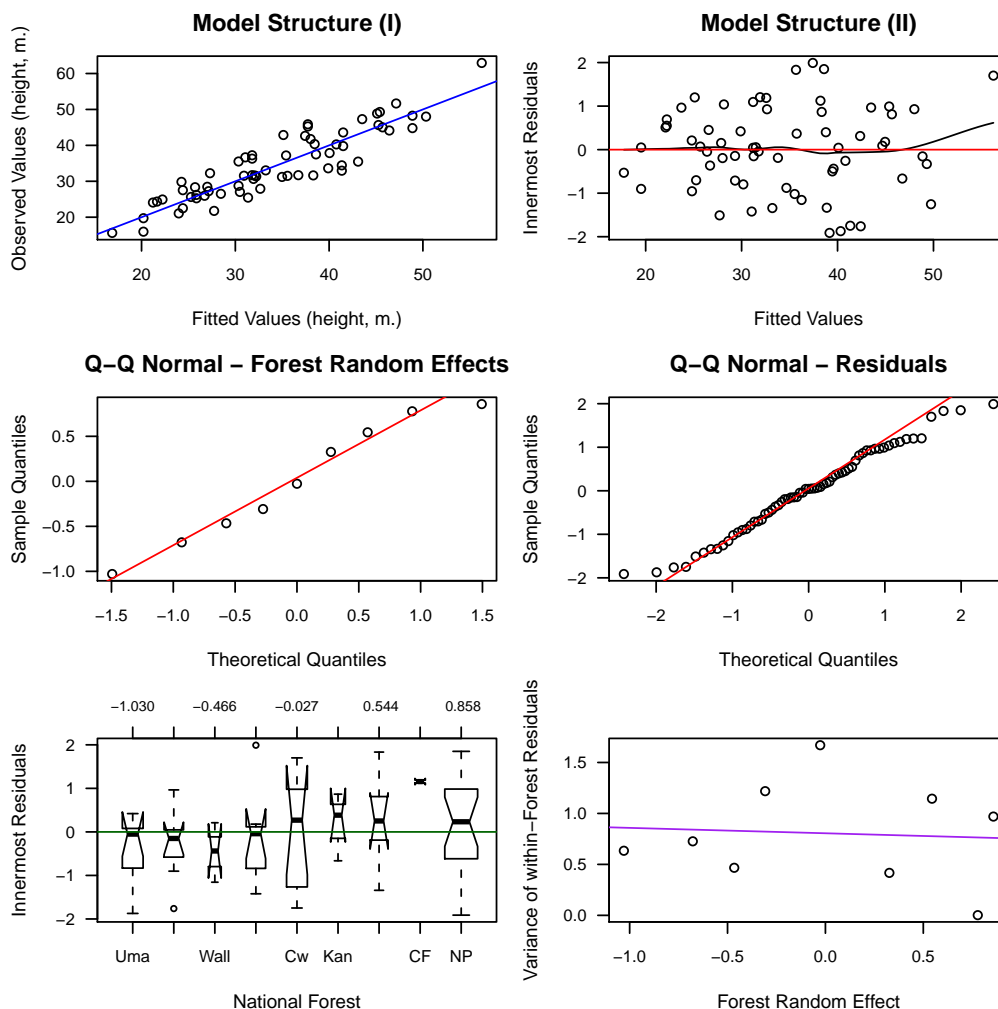 Model Structure (I)
Observed Values (height, m.)
60
50
40
30
20
20 30 40 50
Fitted Values (height, m.)
Model Structure (II)
Innermost Residuals
2
1
0
−1
−2
20 30 40 50
Fitted Values
Q−Q Normal − Forest Random Effects
Sample Quantiles
0.5
0.0
−0.5
−1.0
−1.5 −1.0 −0.5 0.0 0.5 1.0 1.5
Theoretical Quantiles
Q−Q Normal − Residuals
Sample Quantiles
2
1
0
−1
−2
−2 −1 0 1 2
Theoretical Quantiles
−1.030 −0.466 −0.027 0.544 0.858
Innermost Residuals
2
1
0
−1
−2
Uma Wall Cw Kan CF NP
National Forest
Variance of within−Forest Residuals
1.5
1.0
0.5
0.0
−1.0 −0.5 0.0 0.5
Forest Random Effect